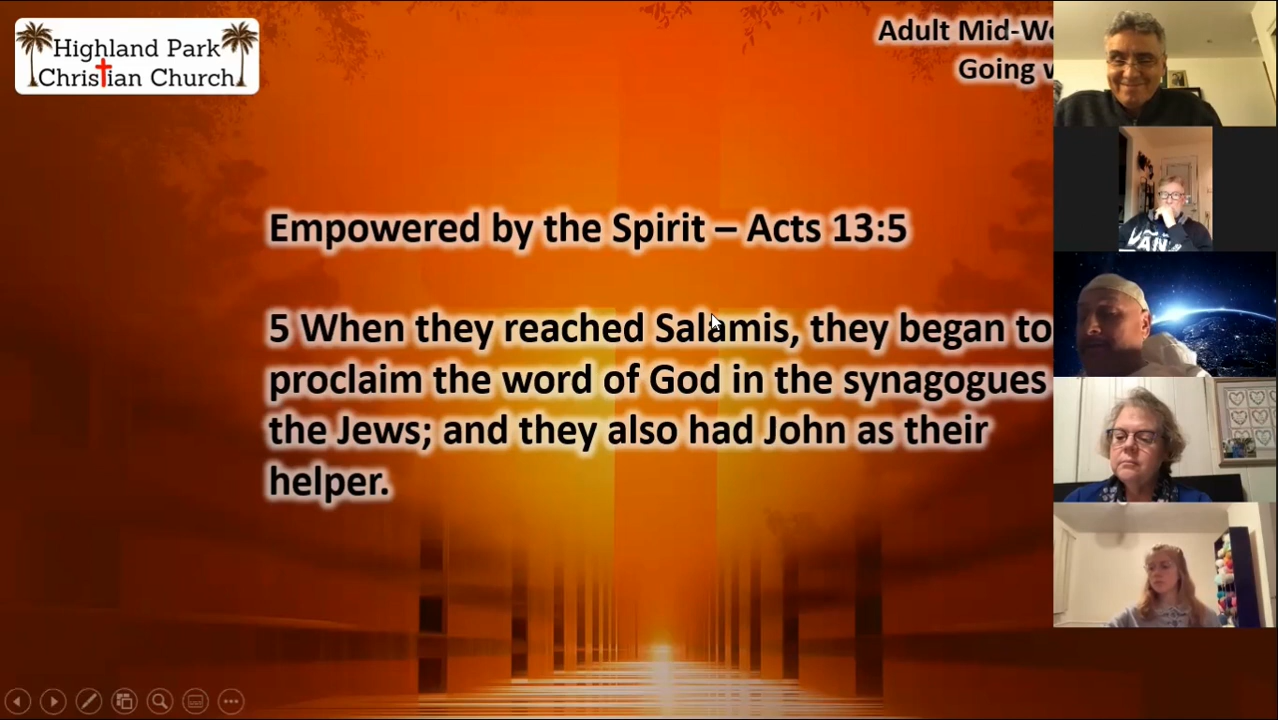 Highland Park
Christian Church
Adult Mid-We
Going
Empowered by the Spirit – Acts 13:5
5 When they reached Salamis, they began to
proclaim the word of God in the synagogues
the Jews; and they also had John as their
helper.